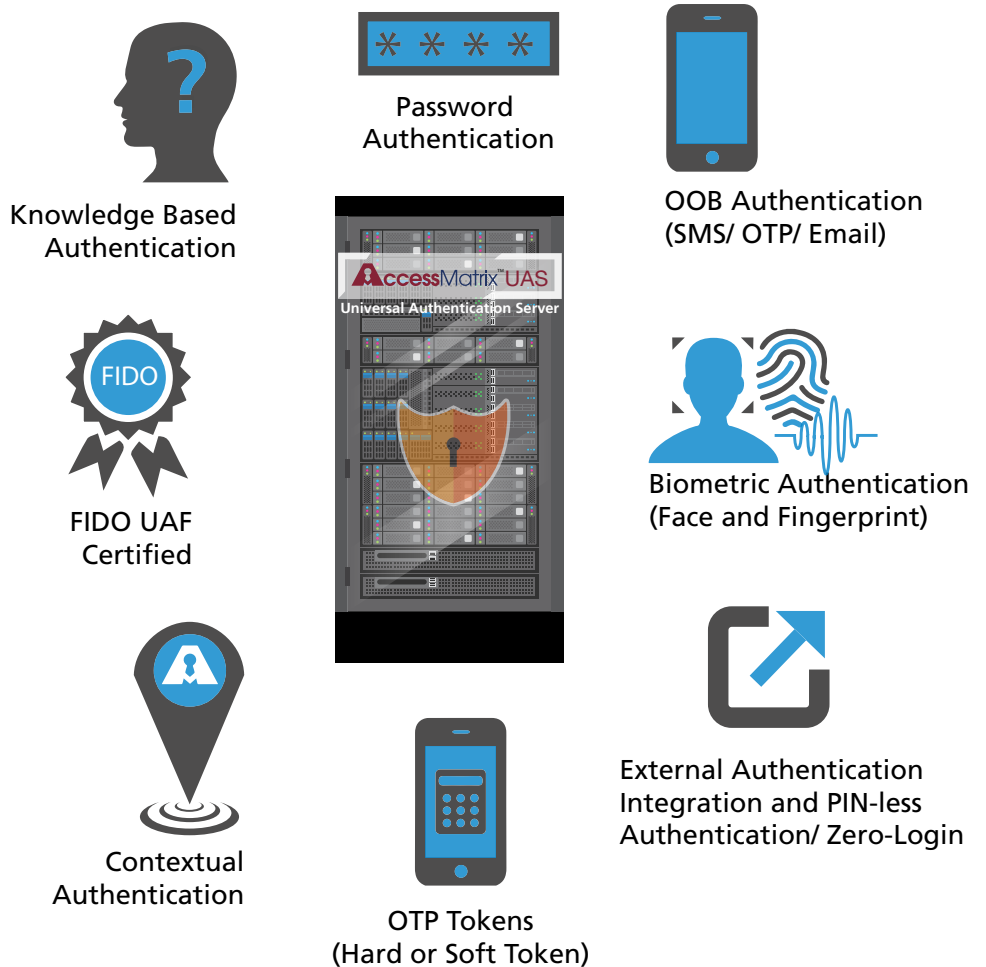 ?
* * * *
Password
Authentication
Knowledge Based
Authentication
OOB Authentication
(SMS/ OTP/ Email)
AccessMatrix™ UAS
Universal Authentication Server
FIDO
FIDO UAF
Certified
Biometric Authentication
(Face and Fingerprint)
A
Contextual
Authentication
External Authentication
Integration and PIN-less
Authentication/ Zero-Login
OTP Tokens
(Hard or Soft Token)